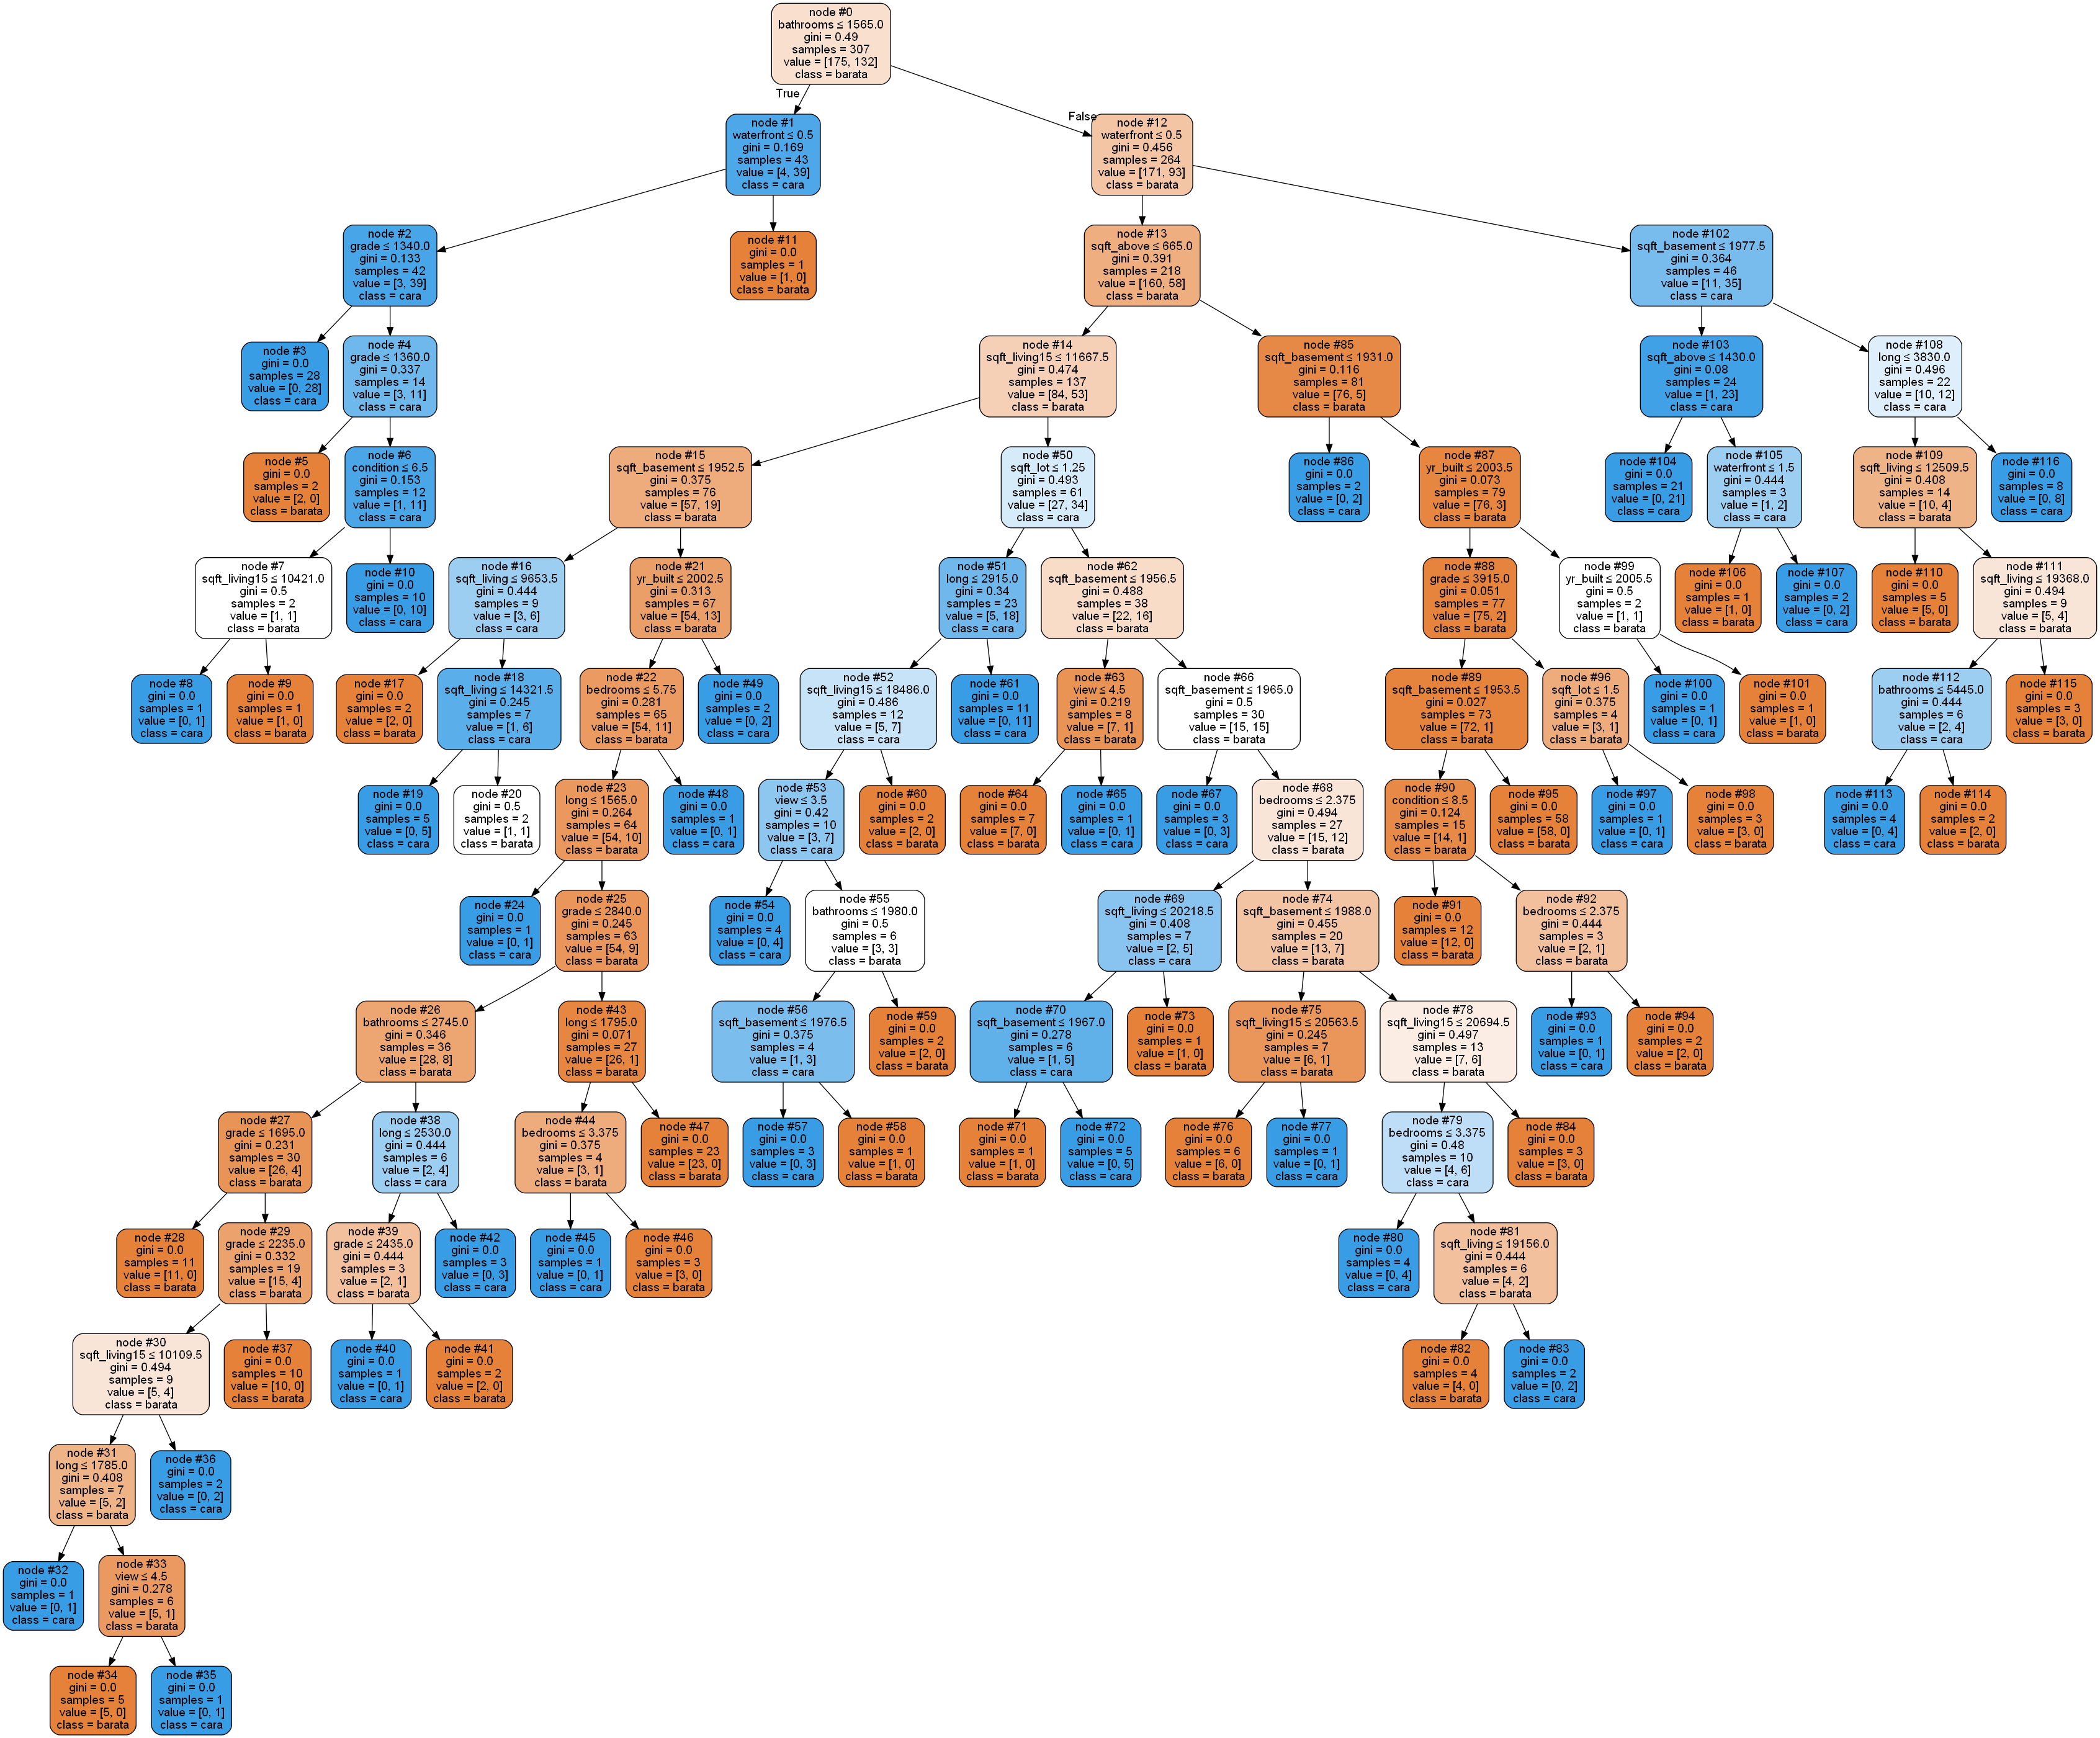 node #0
bathrooms ≤ 1565.0
gini = 0.49
samples = 307
value = [175, 132]
class = barata
True
False
node #1
waterfront ≤ 0.5
gini = 0.169
samples = 43
value = [4, 39]
class = cara
node #12
waterfront ≤ 0.5
gini = 0.456
samples = 264
value = [171, 93]
class = barata
node #2
grade ≤ 1340.0
gini = 0.133
samples = 42
value = [3, 39]
class = cara
node #11
gini = 0.0
samples = 1
value = [1, 0]
class = barata
node #13
sqft_above ≤ 665.0
gini = 0.391
samples = 218
value = [160, 58]
class = barata
node #102
sqft_basement ≤ 1977.5
gini = 0.364
samples = 46
value = [11, 35]
class = cara
node #3
gini = 0.0
samples = 28
value = [0, 28]
class = cara
node #4
grade ≤ 1360.0
gini = 0.337
samples = 14
value = [3, 11]
class = cara
node #14
sqft_living15 ≤ 11667.5
gini = 0.474
samples = 137
value = [84, 53]
class = barata
node #85
sqft_basement ≤ 1931.0
gini = 0.116
samples = 81
value = [76, 5]
class = barata
node #103
sqft_above ≤ 1430.0
gini = 0.08
samples = 24
value = [1, 23]
class = cara
node #108
long ≤ 3830.0
gini = 0.496
samples = 22
value = [10, 12]
class = cara
node #5
gini = 0.0
samples = 2
value = [2, 0]
class = barata
node #6
condition ≤ 6.5
gini = 0.153
samples = 12
value = [1, 11]
class = cara
node #15
sqft_basement ≤ 1952.5
gini = 0.375
samples = 76
value = [57, 19]
class = barata
node #50
sqft_lot ≤ 1.25
gini = 0.493
samples = 61
value = [27, 34]
class = cara
node #86
gini = 0.0
samples = 2
value = [0, 2]
class = cara
node #87
yr_built ≤ 2003.5
gini = 0.073
samples = 79
value = [76, 3]
class = barata
node #104
gini = 0.0
samples = 21
value = [0, 21]
class = cara
node #105
waterfront ≤ 1.5
gini = 0.444
samples = 3
value = [1, 2]
class = cara
node #109
sqft_living ≤ 12509.5
gini = 0.408
samples = 14
value = [10, 4]
class = barata
node #116
gini = 0.0
samples = 8
value = [0, 8]
class = cara
node #7
sqft_living15 ≤ 10421.0
gini = 0.5
samples = 2
value = [1, 1]
class = barata
node #10
gini = 0.0
samples = 10
value = [0, 10]
class = cara
node #16
sqft_living ≤ 9653.5
gini = 0.444
samples = 9
value = [3, 6]
class = cara
node #21
yr_built ≤ 2002.5
gini = 0.313
samples = 67
value = [54, 13]
class = barata
node #51
long ≤ 2915.0
gini = 0.34
samples = 23
value = [5, 18]
class = cara
node #62
sqft_basement ≤ 1956.5
gini = 0.488
samples = 38
value = [22, 16]
class = barata
node #88
grade ≤ 3915.0
gini = 0.051
samples = 77
value = [75, 2]
class = barata
node #99
yr_built ≤ 2005.5
gini = 0.5
samples = 2
value = [1, 1]
class = barata
node #106
gini = 0.0
samples = 1
value = [1, 0]
class = barata
node #107
gini = 0.0
samples = 2
value = [0, 2]
class = cara
node #110
gini = 0.0
samples = 5
value = [5, 0]
class = barata
node #111
sqft_living ≤ 19368.0
gini = 0.494
samples = 9
value = [5, 4]
class = barata
node #8
gini = 0.0
samples = 1
value = [0, 1]
class = cara
node #9
gini = 0.0
samples = 1
value = [1, 0]
class = barata
node #17
gini = 0.0
samples = 2
value = [2, 0]
class = barata
node #18
sqft_living ≤ 14321.5
gini = 0.245
samples = 7
value = [1, 6]
class = cara
node #22
bedrooms ≤ 5.75
gini = 0.281
samples = 65
value = [54, 11]
class = barata
node #49
gini = 0.0
samples = 2
value = [0, 2]
class = cara
node #52
sqft_living15 ≤ 18486.0
gini = 0.486
samples = 12
value = [5, 7]
class = cara
node #61
gini = 0.0
samples = 11
value = [0, 11]
class = cara
node #63
view ≤ 4.5
gini = 0.219
samples = 8
value = [7, 1]
class = barata
node #66
sqft_basement ≤ 1965.0
gini = 0.5
samples = 30
value = [15, 15]
class = barata
node #89
sqft_basement ≤ 1953.5
gini = 0.027
samples = 73
value = [72, 1]
class = barata
node #96
sqft_lot ≤ 1.5
gini = 0.375
samples = 4
value = [3, 1]
class = barata
node #100
gini = 0.0
samples = 1
value = [0, 1]
class = cara
node #101
gini = 0.0
samples = 1
value = [1, 0]
class = barata
node #112
bathrooms ≤ 5445.0
gini = 0.444
samples = 6
value = [2, 4]
class = cara
node #115
gini = 0.0
samples = 3
value = [3, 0]
class = barata
node #19
gini = 0.0
samples = 5
value = [0, 5]
class = cara
node #20
gini = 0.5
samples = 2
value = [1, 1]
class = barata
node #23
long ≤ 1565.0
gini = 0.264
samples = 64
value = [54, 10]
class = barata
node #48
gini = 0.0
samples = 1
value = [0, 1]
class = cara
node #53
view ≤ 3.5
gini = 0.42
samples = 10
value = [3, 7]
class = cara
node #60
gini = 0.0
samples = 2
value = [2, 0]
class = barata
node #64
gini = 0.0
samples = 7
value = [7, 0]
class = barata
node #65
gini = 0.0
samples = 1
value = [0, 1]
class = cara
node #67
gini = 0.0
samples = 3
value = [0, 3]
class = cara
node #68
bedrooms ≤ 2.375
gini = 0.494
samples = 27
value = [15, 12]
class = barata
node #90
condition ≤ 8.5
gini = 0.124
samples = 15
value = [14, 1]
class = barata
node #95
gini = 0.0
samples = 58
value = [58, 0]
class = barata
node #97
gini = 0.0
samples = 1
value = [0, 1]
class = cara
node #98
gini = 0.0
samples = 3
value = [3, 0]
class = barata
node #113
gini = 0.0
samples = 4
value = [0, 4]
class = cara
node #114
gini = 0.0
samples = 2
value = [2, 0]
class = barata
node #24
gini = 0.0
samples = 1
value = [0, 1]
class = cara
node #25
grade ≤ 2840.0
gini = 0.245
samples = 63
value = [54, 9]
class = barata
node #54
gini = 0.0
samples = 4
value = [0, 4]
class = cara
node #55
bathrooms ≤ 1980.0
gini = 0.5
samples = 6
value = [3, 3]
class = barata
node #69
sqft_living ≤ 20218.5
gini = 0.408
samples = 7
value = [2, 5]
class = cara
node #74
sqft_basement ≤ 1988.0
gini = 0.455
samples = 20
value = [13, 7]
class = barata
node #91
gini = 0.0
samples = 12
value = [12, 0]
class = barata
node #92
bedrooms ≤ 2.375
gini = 0.444
samples = 3
value = [2, 1]
class = barata
node #26
bathrooms ≤ 2745.0
gini = 0.346
samples = 36
value = [28, 8]
class = barata
node #43
long ≤ 1795.0
gini = 0.071
samples = 27
value = [26, 1]
class = barata
node #56
sqft_basement ≤ 1976.5
gini = 0.375
samples = 4
value = [1, 3]
class = cara
node #59
gini = 0.0
samples = 2
value = [2, 0]
class = barata
node #70
sqft_basement ≤ 1967.0
gini = 0.278
samples = 6
value = [1, 5]
class = cara
node #73
gini = 0.0
samples = 1
value = [1, 0]
class = barata
node #75
sqft_living15 ≤ 20563.5
gini = 0.245
samples = 7
value = [6, 1]
class = barata
node #78
sqft_living15 ≤ 20694.5
gini = 0.497
samples = 13
value = [7, 6]
class = barata
node #93
gini = 0.0
samples = 1
value = [0, 1]
class = cara
node #94
gini = 0.0
samples = 2
value = [2, 0]
class = barata
node #27
grade ≤ 1695.0
gini = 0.231
samples = 30
value = [26, 4]
class = barata
node #38
long ≤ 2530.0
gini = 0.444
samples = 6
value = [2, 4]
class = cara
node #44
bedrooms ≤ 3.375
gini = 0.375
samples = 4
value = [3, 1]
class = barata
node #47
gini = 0.0
samples = 23
value = [23, 0]
class = barata
node #57
gini = 0.0
samples = 3
value = [0, 3]
class = cara
node #58
gini = 0.0
samples = 1
value = [1, 0]
class = barata
node #71
gini = 0.0
samples = 1
value = [1, 0]
class = barata
node #72
gini = 0.0
samples = 5
value = [0, 5]
class = cara
node #76
gini = 0.0
samples = 6
value = [6, 0]
class = barata
node #77
gini = 0.0
samples = 1
value = [0, 1]
class = cara
node #79
bedrooms ≤ 3.375
gini = 0.48
samples = 10
value = [4, 6]
class = cara
node #84
gini = 0.0
samples = 3
value = [3, 0]
class = barata
node #28
gini = 0.0
samples = 11
value = [11, 0]
class = barata
node #29
grade ≤ 2235.0
gini = 0.332
samples = 19
value = [15, 4]
class = barata
node #39
grade ≤ 2435.0
gini = 0.444
samples = 3
value = [2, 1]
class = barata
node #42
gini = 0.0
samples = 3
value = [0, 3]
class = cara
node #45
gini = 0.0
samples = 1
value = [0, 1]
class = cara
node #46
gini = 0.0
samples = 3
value = [3, 0]
class = barata
node #80
gini = 0.0
samples = 4
value = [0, 4]
class = cara
node #81
sqft_living ≤ 19156.0
gini = 0.444
samples = 6
value = [4, 2]
class = barata
node #30
sqft_living15 ≤ 10109.5
gini = 0.494
samples = 9
value = [5, 4]
class = barata
node #37
gini = 0.0
samples = 10
value = [10, 0]
class = barata
node #40
gini = 0.0
samples = 1
value = [0, 1]
class = cara
node #41
gini = 0.0
samples = 2
value = [2, 0]
class = barata
node #82
gini = 0.0
samples = 4
value = [4, 0]
class = barata
node #83
gini = 0.0
samples = 2
value = [0, 2]
class = cara
node #31
long ≤ 1785.0
gini = 0.408
samples = 7
value = [5, 2]
class = barata
node #36
gini = 0.0
samples = 2
value = [0, 2]
class = cara
node #32
gini = 0.0
samples = 1
value = [0, 1]
class = cara
node #33
view ≤ 4.5
gini = 0.278
samples = 6
value = [5, 1]
class = barata
node #34
gini = 0.0
samples = 5
value = [5, 0]
class = barata
node #35
gini = 0.0
samples = 1
value = [0, 1]
class = cara